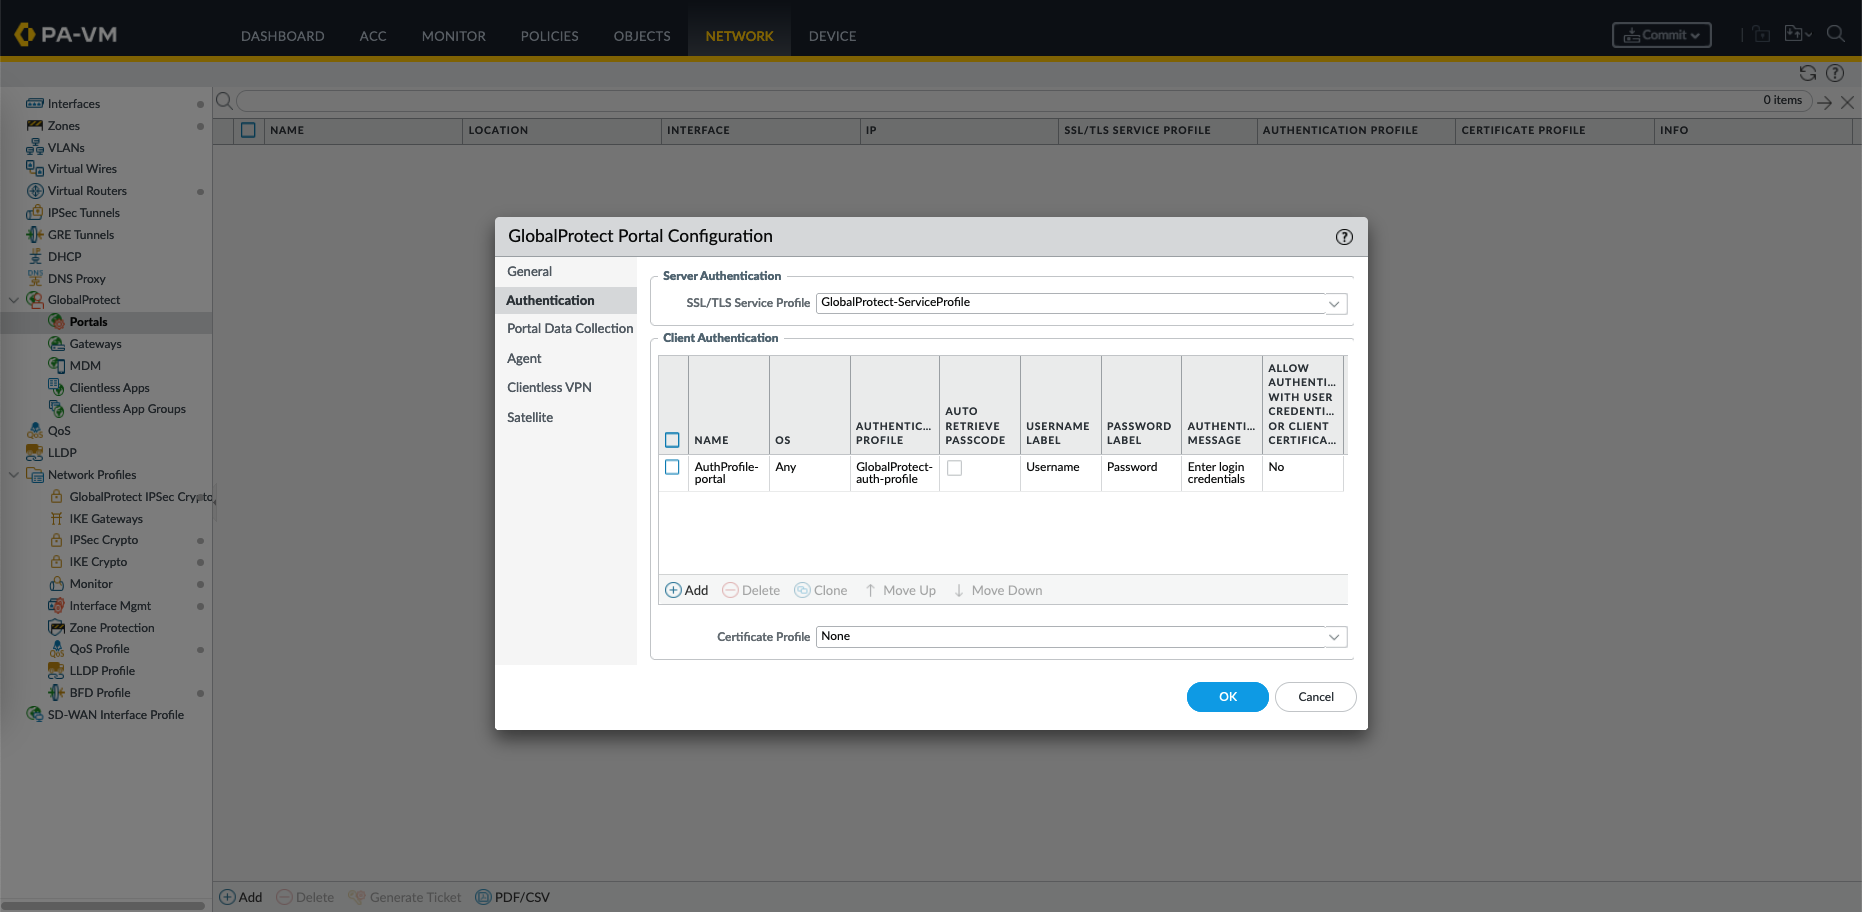 PA-VM
DASHBOARD ACC MONITOR POLICIES OBJECTS NETWORK DEVICE
Commit
Interfaces
Zones
VLANs
Virtual Wires
Virtual Routers
IPSec Tunnels
GRE Tunnels
DHCP
DNS Proxy
GlobalProtect
Portals
Gateways
MDM
Clientless Apps
Clientless App Groups
QoS
LLDP
Network Profiles
GlobalProtect IPSec Crypto
IKE Gateways
IPSec Crypto
IKE Crypto
Monitor
Interface Mgmt
Zone Protection
QoS Profile
LLDP Profile
BFD Profile
SD-WAN Interface Profile
0 items
NAME LOCATION INTERFACE IP SSL/TLS SERVICE PROFILE AUTHENTICATION PROFILE CERTIFICATE PROFILE INFO
GlobalProtect Portal Configuration
General
Authentication
Portal Data Collection
Agent
Clientless VPN
Satellite
Server Authentication
SSL/TLS Service Profile GlobalProtect-ServiceProfile
Client Authentication
NAME
OS
AUTHENTIC...
PROFILE
AUTO
RETRIEVE
PASSCODE
USERNAME
LABEL
PASSWORD
LABEL
AUTHENTI...
MESSAGE
ALLOW
AUTHENTI...
WITH USER
CREDENTI...
OR CLIENT
CERTIFICA...
AuthProfile-
portal
Any
GlobalProtect-
auth-profile
Username
Password
Enter login
credentials
No
Add Delete Clone Move Up Move Down
Certificate Profile None
OK Cancel
Add Delete Generate Ticket PDF/CSV